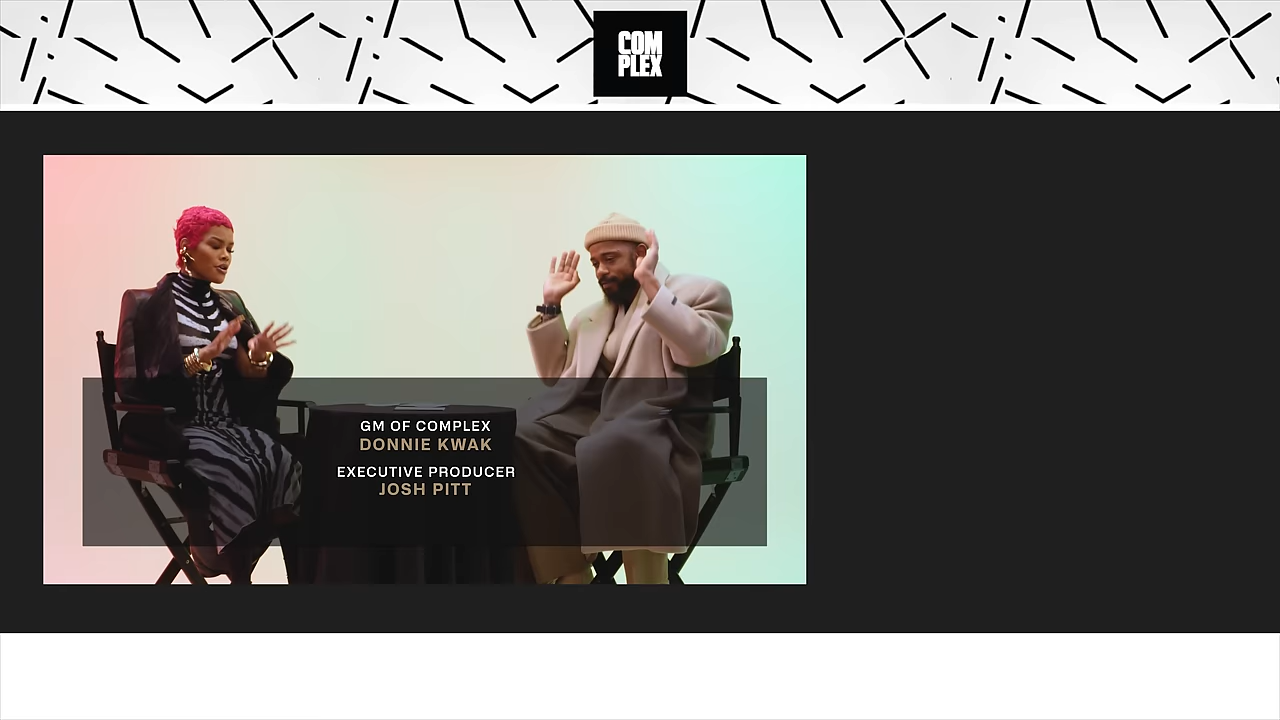 COM
PLEX
GM OF COMPLEX
DONNIE KWAK
EXECUTIVE PRODUCER
JOSH PITT